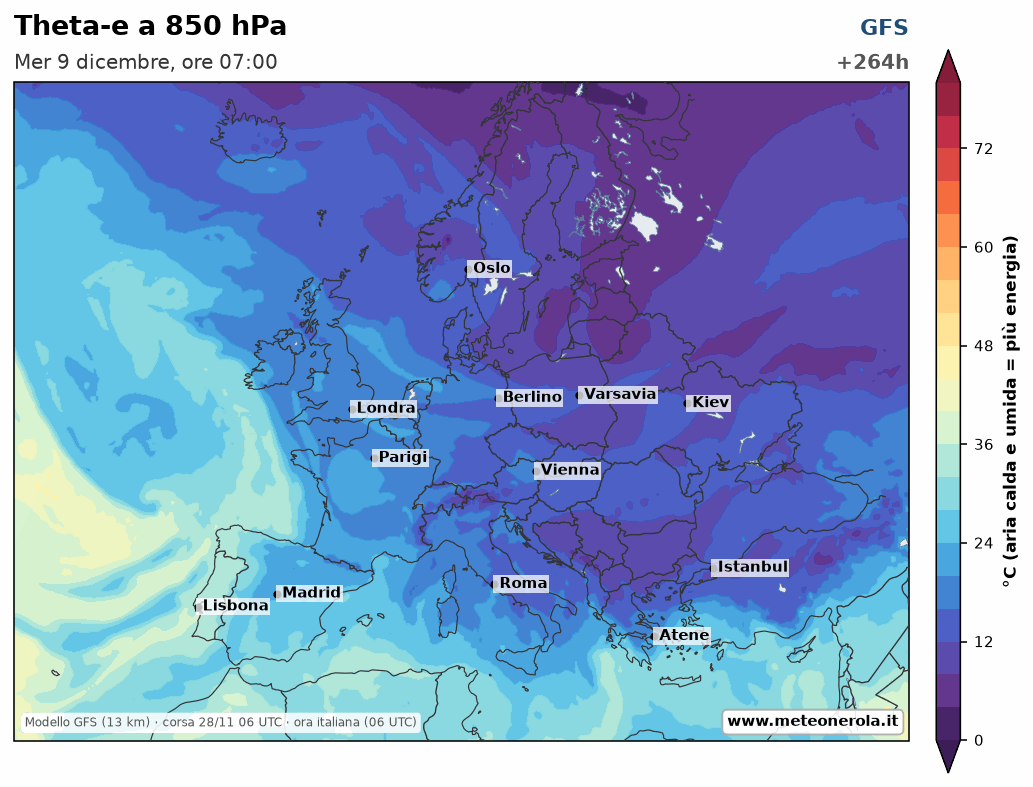 Theta-e a 850 hPa
GFS
Mer 9 dicembre, ore 07:00
+264h
72
60
48
36
24
12
0
°C (aria calda e umida = più energia)
Oslo
Berlino
Varsavia
Kiev
Londra
Parigi
Vienna
Istanbul
Roma
Madrid
Lisbona
Atene
Modello GFS (13 km) · corsa 28/11 06 UTC · ora italiana (06 UTC)
www.meteonerola.it